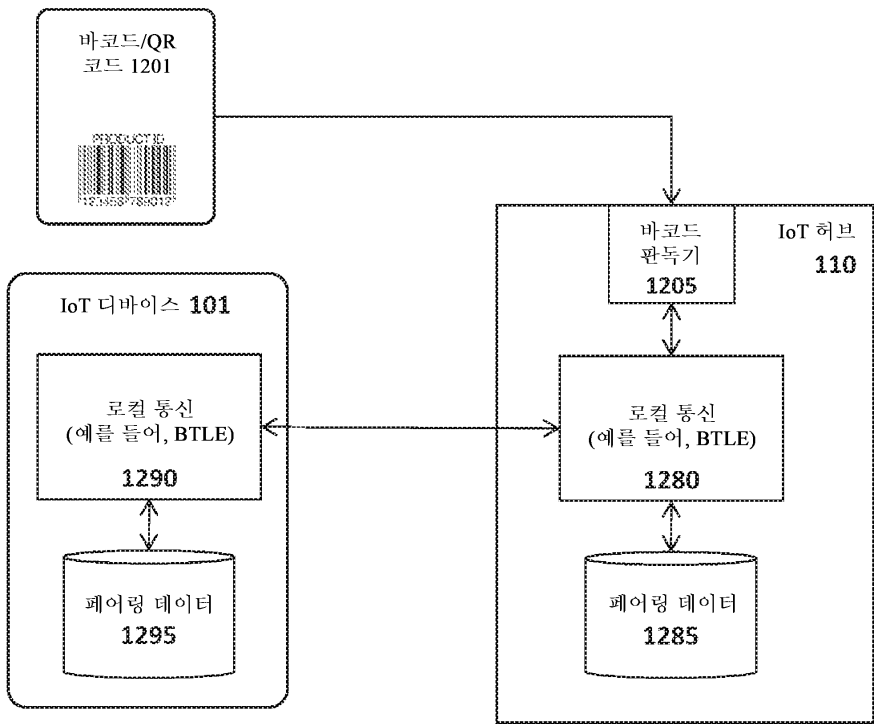 바코드/QR
코드 1201
PRODUCT ID
IoT 허브
110
바코드
판독기
1205
IoT 디바이스 101
로컬 통신
(예를 들어, BTLE)
1290
로컬 통신
(예를 들어, BTLE)
1280
페어링 데이터
1295
페어링 데이터
1285